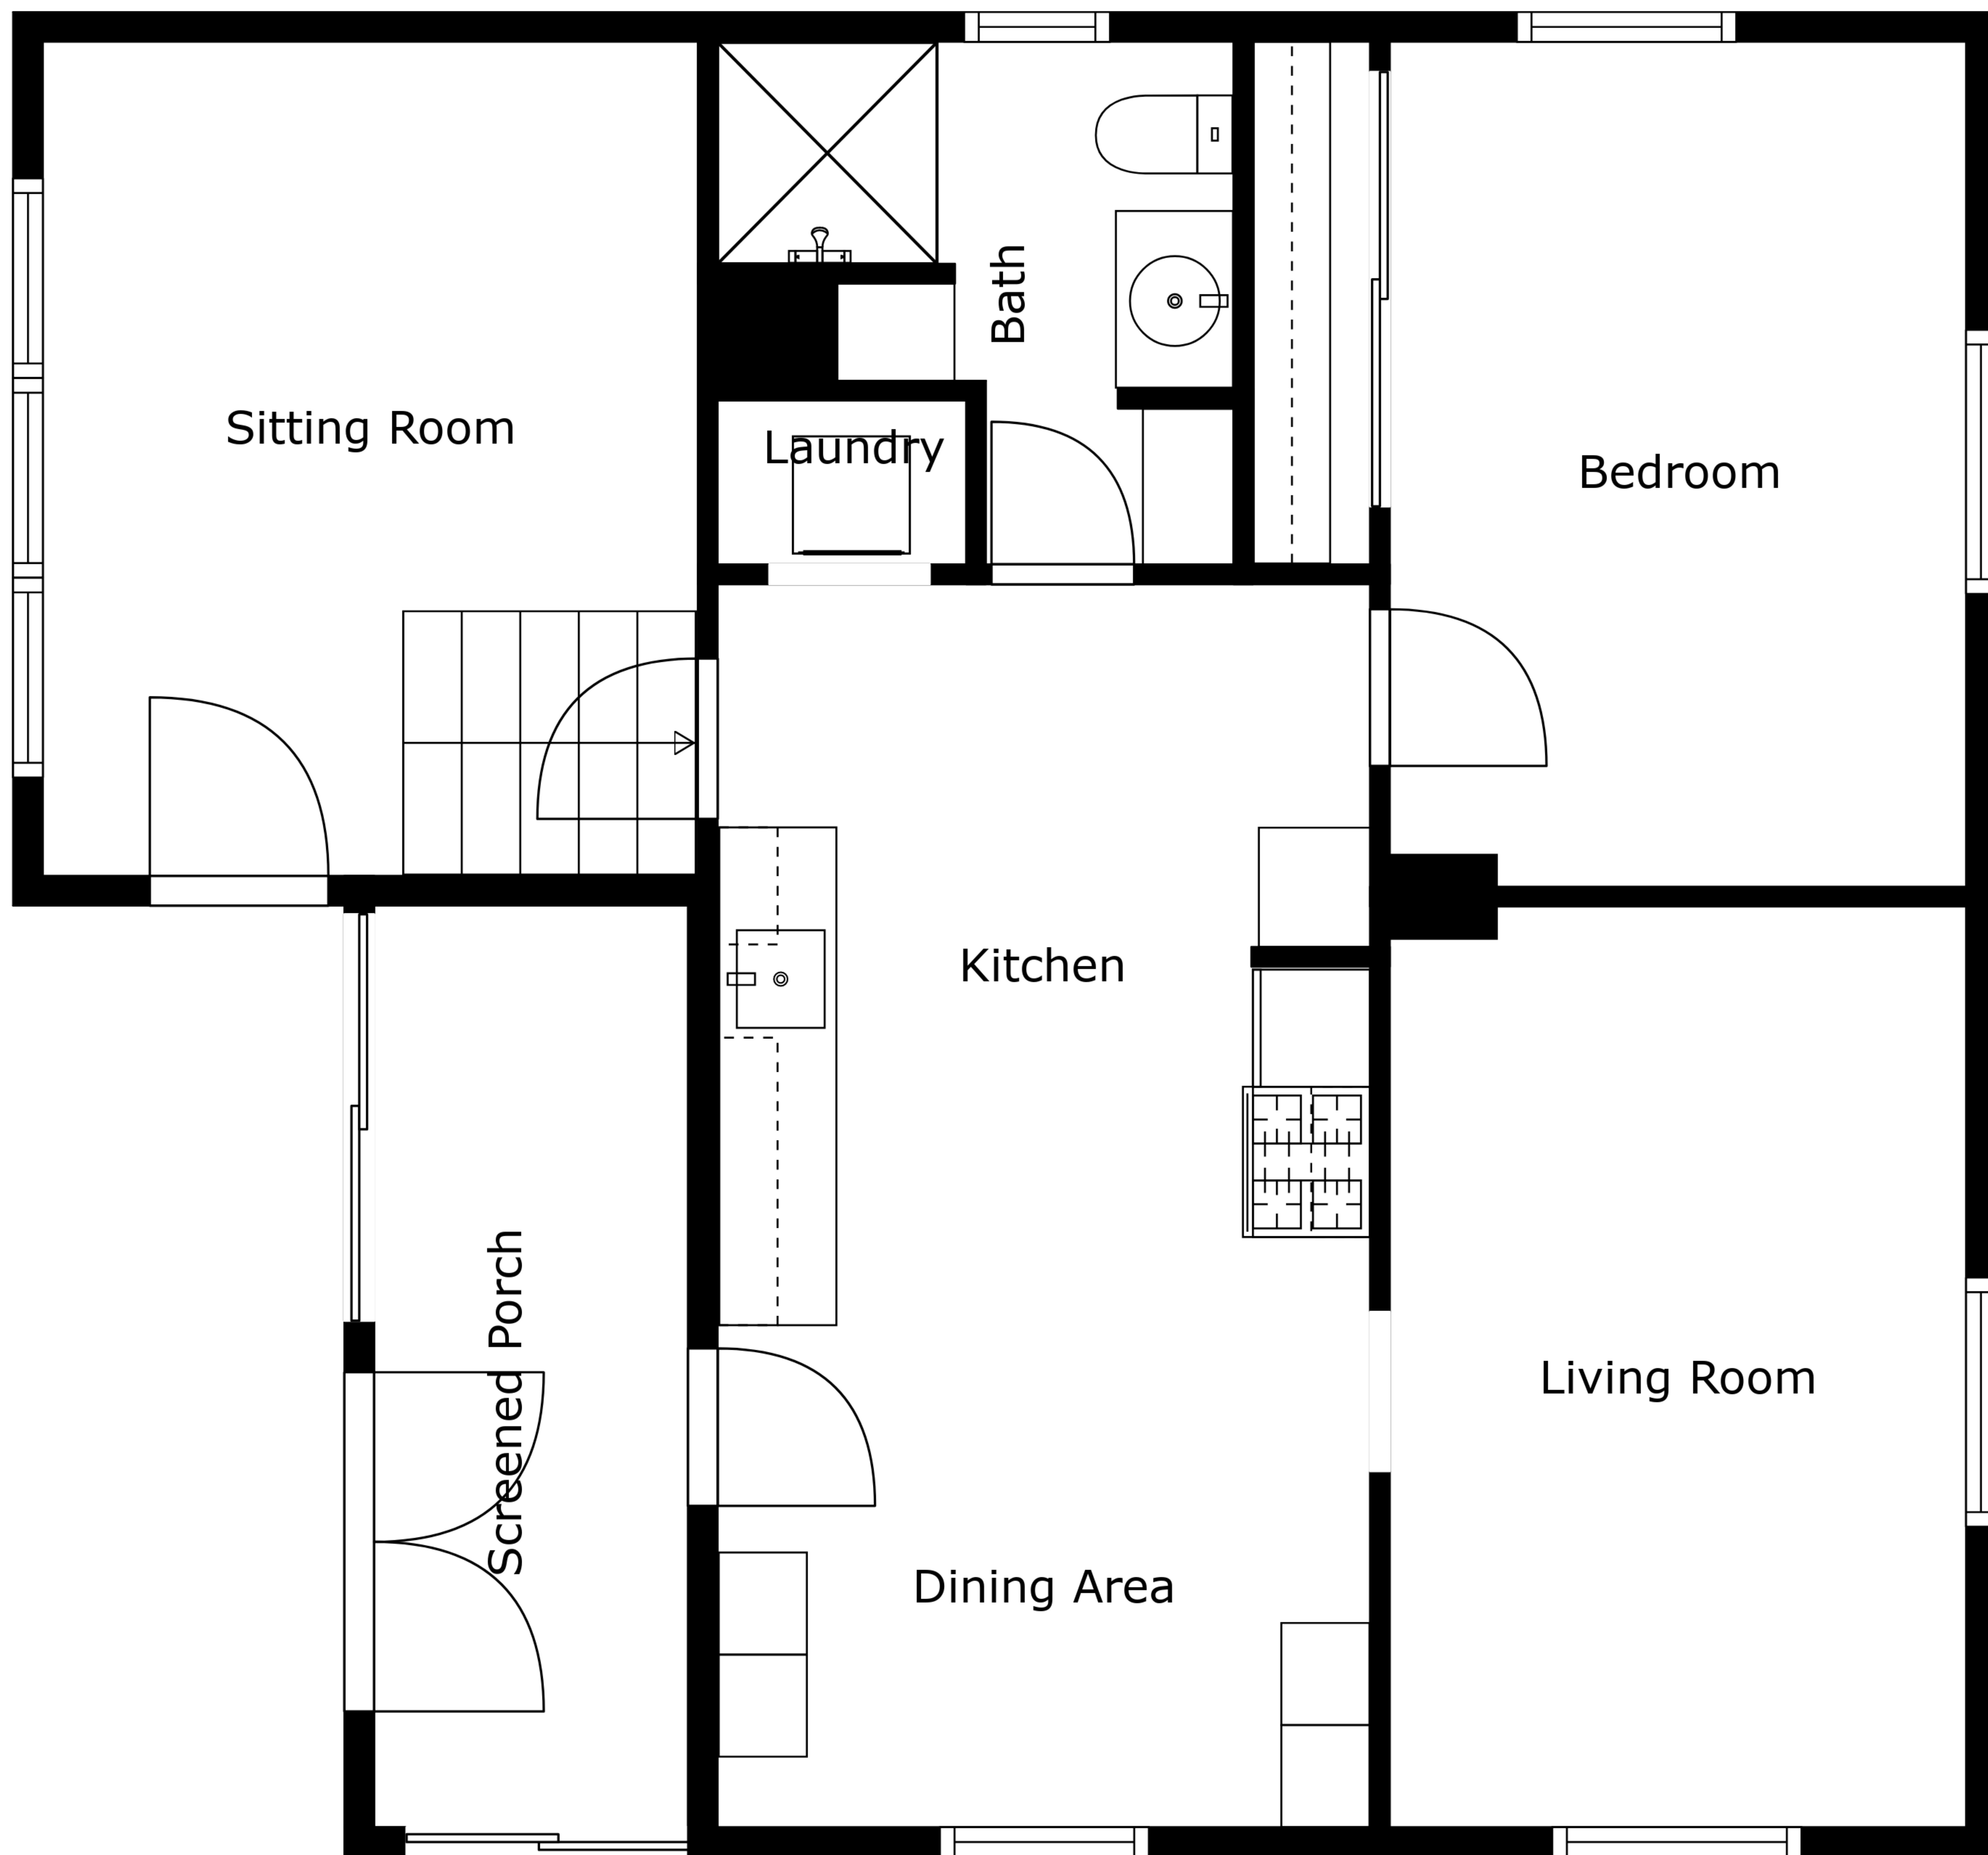 Bath
Sitting Room
Laundry
Bedroom
Kitchen
Screened Porch
Living Room
Dining Area